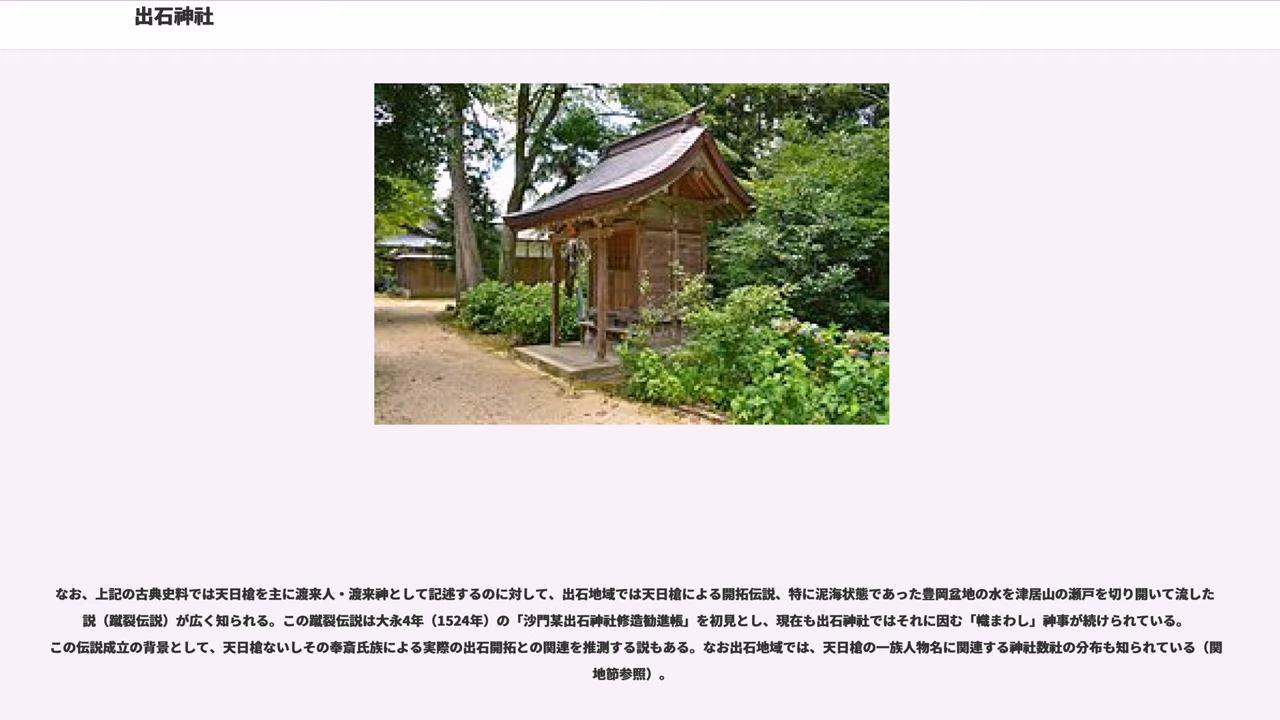 出石神社
なお、上記の古典史料では天日槍を主に渡来人・渡来神として記述するのに対して、出石地域では天日槍による開拓伝説、特に泥海状態であった豊岡盆地の水を津居山の瀬戸を切り開いて流した
説（蹴裂伝説）が広く知られる。この蹴裂伝説は大永4年（1524年）の「沙門某出石神社修造勧進帳」を初見とし、現在も出石神社ではそれに因む「幟まわし」神事が続けられている。
この伝説成立の背景として、天日槍ないしその奉斎氏族による実際の出石開拓との関連を推測する説もある。なお出石地域では、天日槍の一族人物名に関連する神社数社の分布も知られている（関
地節参照）。